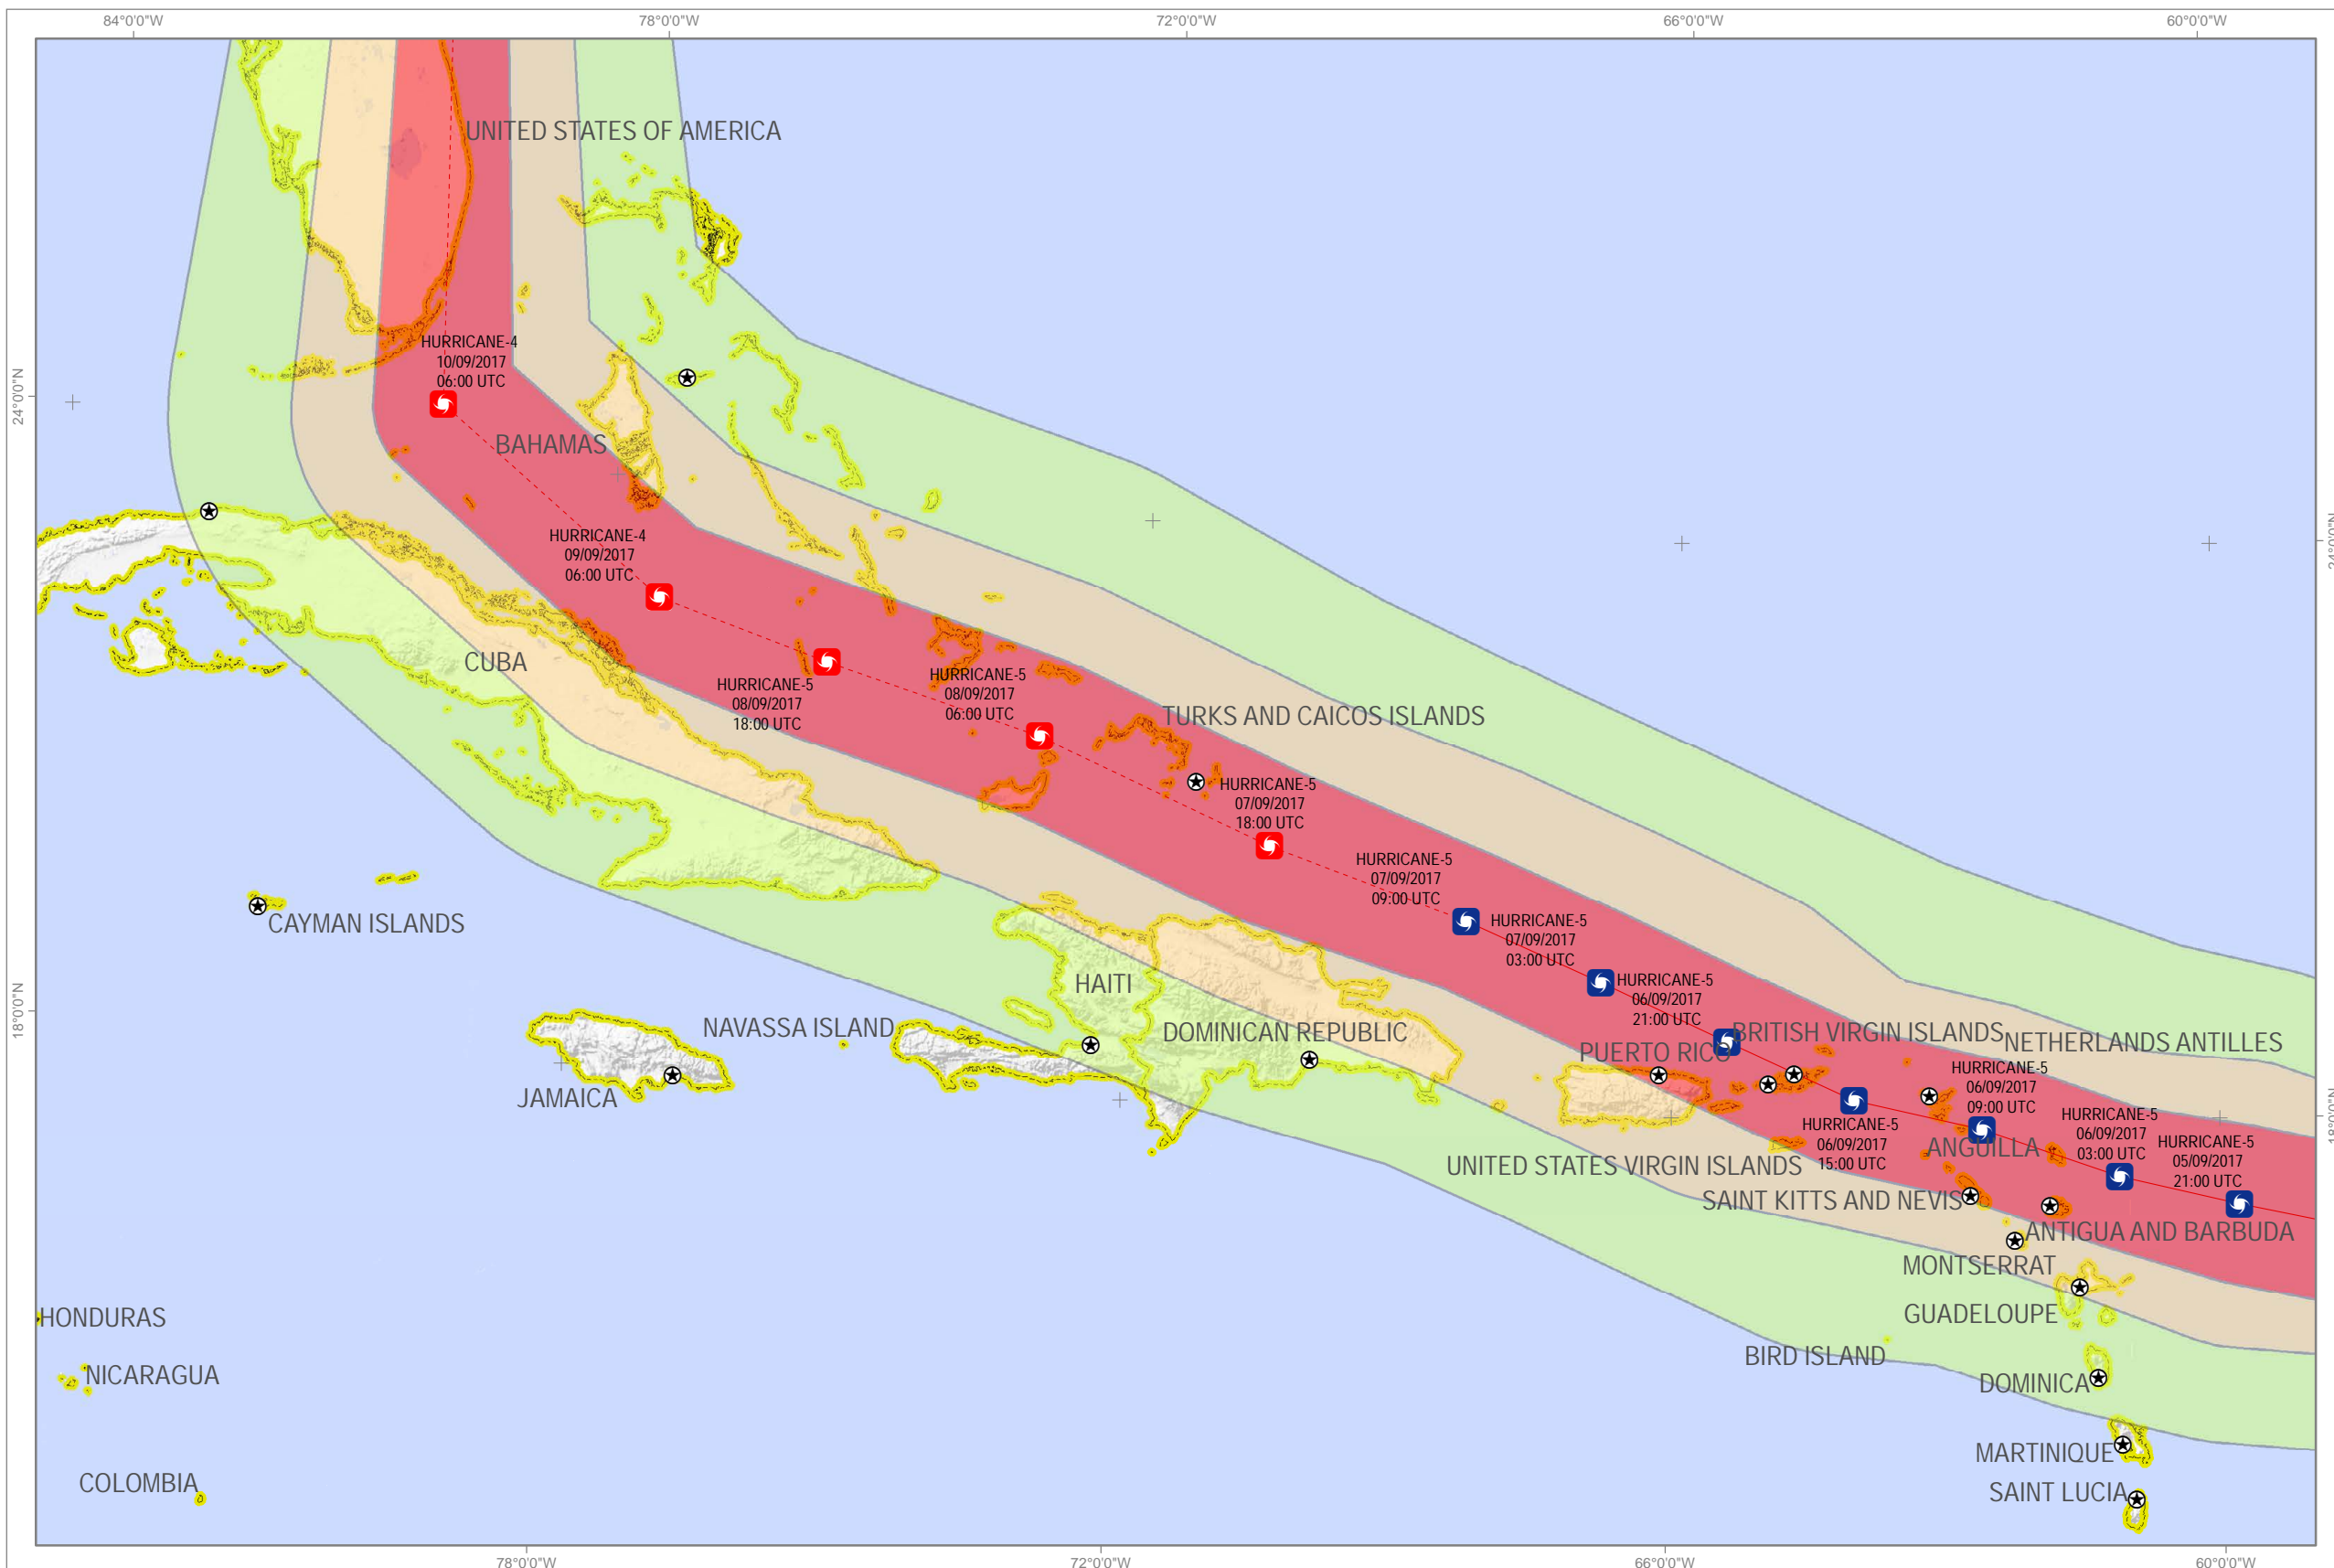 84°0'0"W
78°0'0"W
72°0'0"W
66°0'0"W
60°0'0"W
UNITED STATES OF AMERICA
HURRICANE-4
10/09/2017
06:00 UTC
24°0'0"N
BAHAMAS
24°0'0"N
HURRICANE-4
09/09/2017
06:00 UTC
CUBA
HURRICANE-5
08/09/2017
18:00 UTC
HURRICANE-5
08/09/2017
06:00 UTC
TURKS AND CAICOS ISLANDS
HURRICANE-5
07/09/2017
18:00 UTC
HURRICANE-5
07/09/2017
09:00 UTC
HURRICANE-5
07/09/2017
03:00 UTC
CAYMAN ISLANDS
HURRICANE-5
06/09/2017
21:00 UTC
HAITI
18°0'0"N
NAVASSA ISLAND
DOMINICAN REPUBLIC
BRITISH VIRGIN ISLANDS
NETHERLANDS ANTILLES
PUERTO RICO
JAMAICA
HURRICANE-5
06/09/2017
09:00 UTC
HURRICANE-5
06/09/2017
03:00 UTC
HURRICANE-5
05/09/2017
21:00 UTC
18°0'0"N
HURRICANE-5
06/09/2017
15:00 UTC
ANGUILLA
UNITED STATES VIRGIN ISLANDS
SAINT KITTS AND NEVIS
ANTIGUA AND BARBUDA
MONTSERRAT
GUADELOUPE
HONDURAS
BIRD ISLAND
NICARAGUA
DOMINICA
MARTINIQUE
COLOMBIA
SAINT LUCIA
78°0'0"W
72°0'0"W
66°0'0"W
60°0'0"W